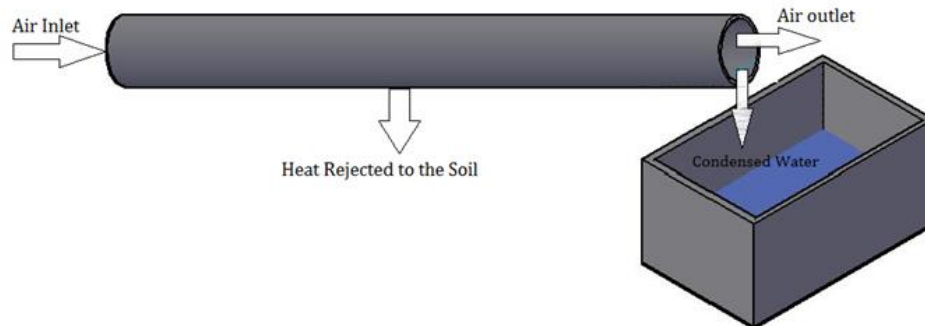 Air Inlet
Air outlet
Heat Rejected to the Soil
Condensed Water